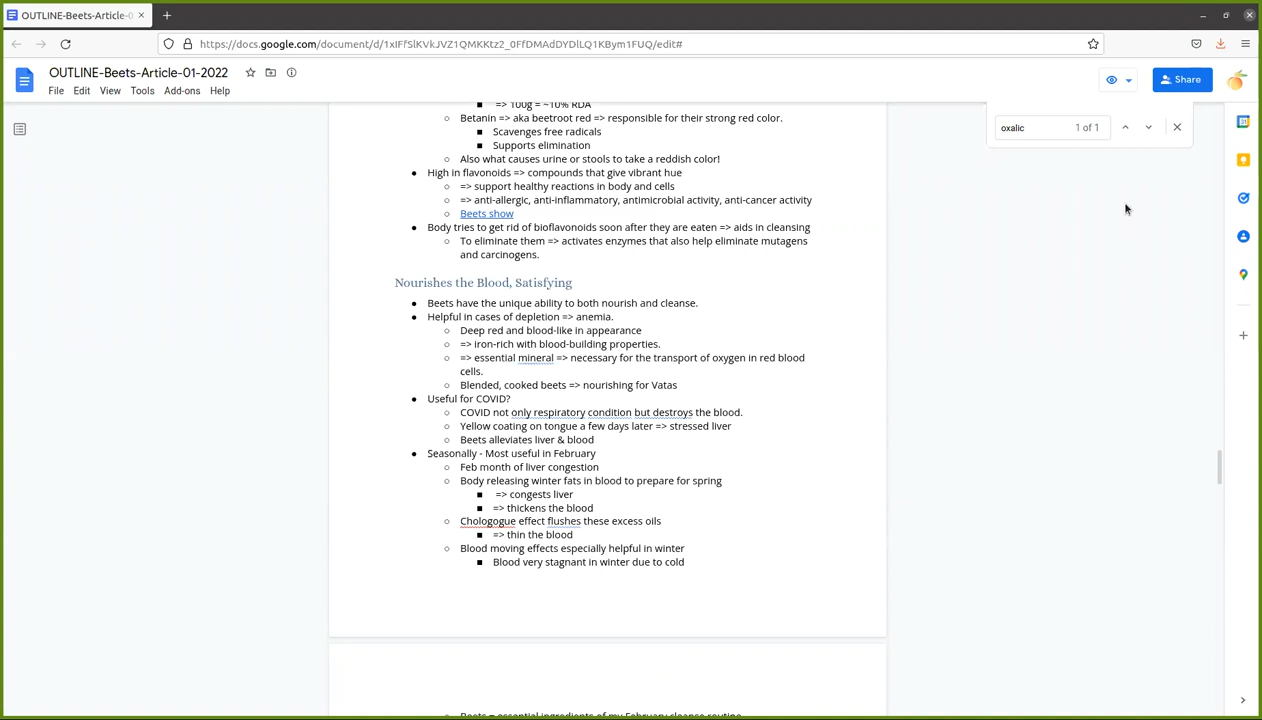 OUTLINE-Beets-Article-0
https://docs.google.com/document/d/1xIFfSlKVkJVZ1QMKKtz2_0FfDMAdDYDlLQ1KBym1FUQ/edit#
OUTLINE-Beets-Article-01-2022
File Edit View Tools Add-ons Help
Share
oxalic 1 of 1
=> 100g = ~10% RDA
Betanin => aka beetroot red => responsible for their strong red color.
Scavenges free radicals
Supports elimination
Also what causes urine or stools to take a reddish color!
High in flavonoids => compounds that give vibrant hue
=> support healthy reactions in body and cells
=> anti-allergic, anti-inflammatory, antimicrobial activity, anti-cancer activity
Beets show
Body tries to get rid of bioflavonoids soon after they are eaten => aids in cleansing
To eliminate them => activates enzymes that also help eliminate mutagens
and carcinogens.
Nourishes the Blood, Satisfying
Beets have the unique ability to both nourish and cleanse.
Helpful in cases of depletion => anemia.
Deep red and blood-like in appearance
=> iron-rich with blood-building properties.
=> essential mineral => necessary for the transport of oxygen in red blood
cells.
Blended, cooked beets => nourishing for Vatas
Useful for COVID?
COVID not only respiratory condition but destroys the blood.
Yellow coating on tongue a few days later => stressed liver
Beets alleviates liver & blood
Seasonally - Most useful in February
Feb month of liver congestion
Body releasing winter fats in blood to prepare for spring
=> congests liver
=> thickens the blood
Chologogue effect flushes these excess oils
=> thin the blood
Blood moving effects especially helpful in winter
Blood very stagnant in winter due to cold
Beets = essential ingredients of my February cleanse routine